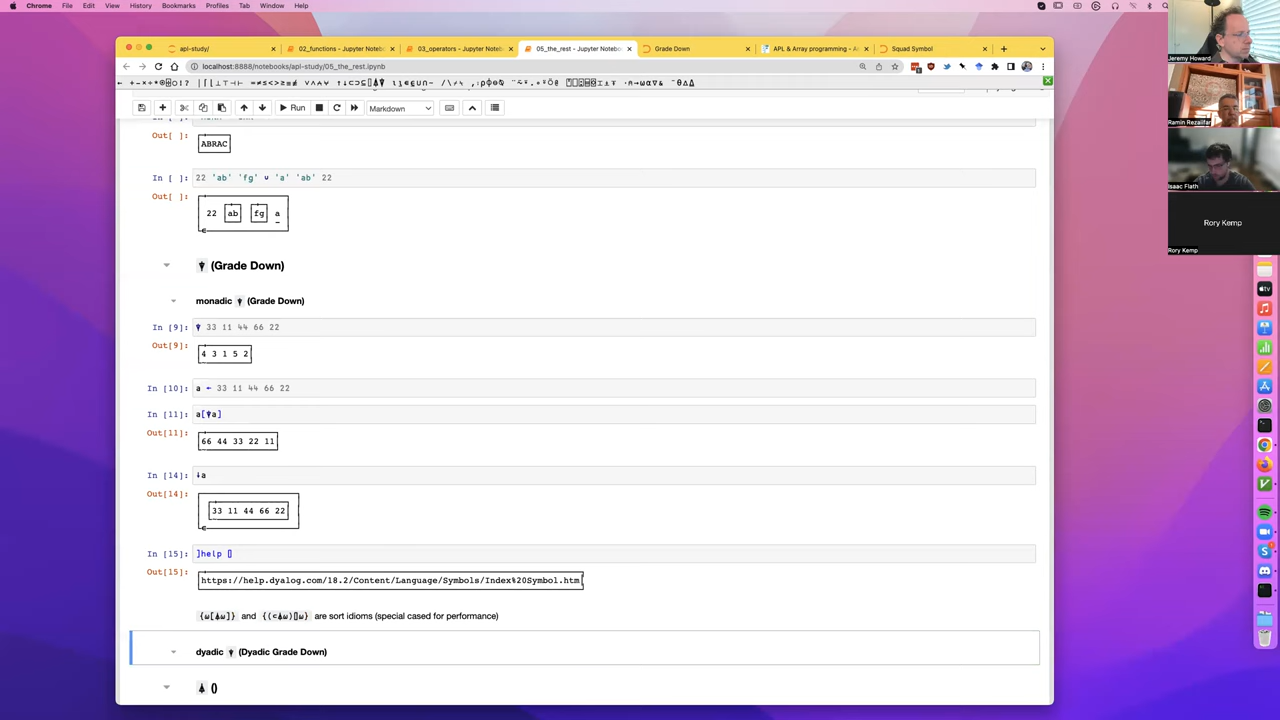 Chrome File Edit View History Bookmarks Profiles Tab Window Help
apl-study/
02_functions - Jupyter Notebo
03_operators - Jupyter Notebo
05_the_rest - Jupyter Notebo
Grade Down
APL & Array programming - A
Squad Symbol
localhost:8888/notebooks/apl-study/05_the_rest.ipynb
Run
Markdown
Out[ ]:
ABRAC
In [ ]: 22 'ab' 'fg' ∪ 'a' 'ab' 22
Out[ ]:
22 ab fg a
⍒ (Grade Down)
monadic ⍒ (Grade Down)
In [9]: ⍒ 33 11 44 66 22
Out[9]:
4 3 1 5 2
In [10]: a ← 33 11 44 66 22
In [11]: a[⍒a]
Out[11]:
66 44 33 22 11
In [14]: ↓a
Out[14]:
33 11 44 66 22
In [15]: ]help ⌷
Out[15]:
https://help.dyalog.com/18.2/Content/Language/Symbols/Index%20Symbol.htm
{⍵[⍋⍵]} and {(⊂⍋⍵)⌷⍵} are sort idioms (special cased for performance)
dyadic ⍒ (Dyadic Grade Down)
⍋ ()
Jeremy Howard
Ramin Rezaiifar
Isaac Flath
Rory Kemp
Rory Kemp
tv